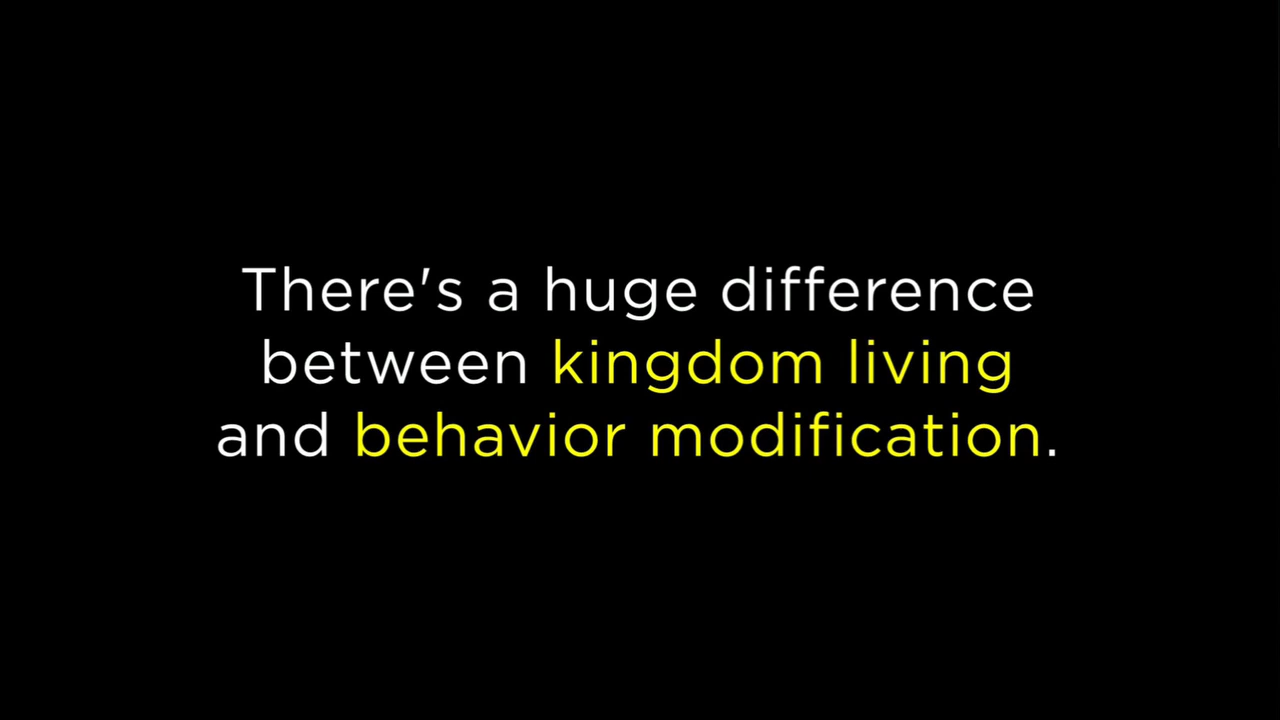 There's a huge difference
between kingdom living
and behavior modification.